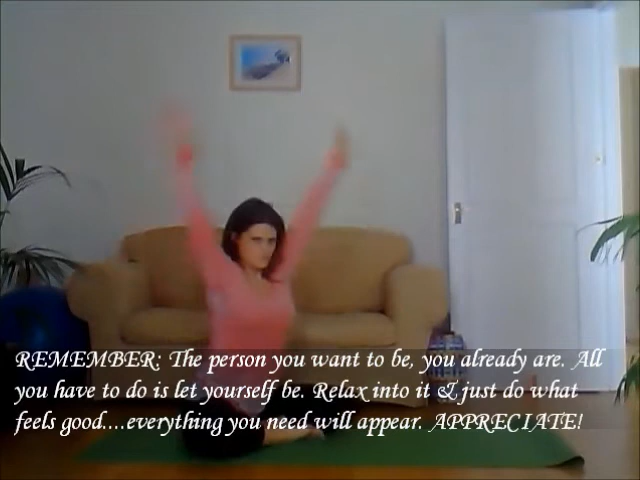 REMEMBER: The person you want to be, you already are. All
you have to do is let yourself be. Relax into it & just do what
feels good....everything you need will appear. APPRECIATE!